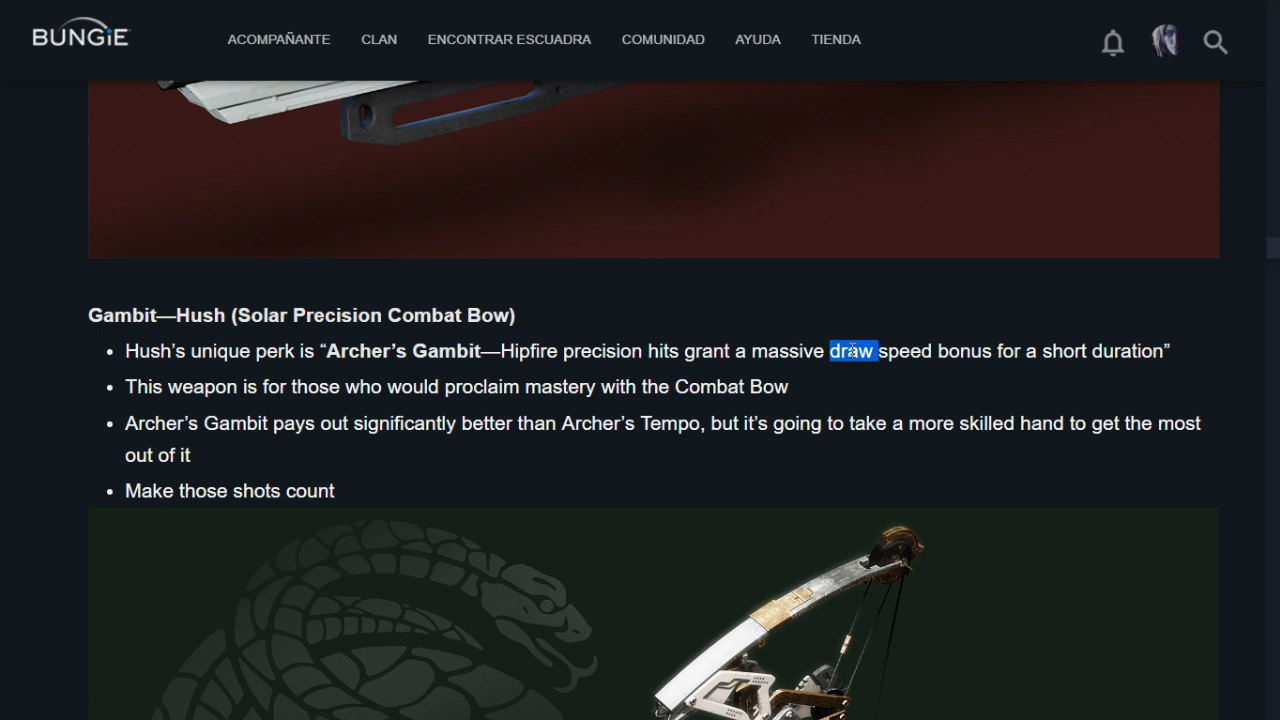 BUNGiE
ACOMPAÑANTE CLAN ENCONTRAR ESCUADRA COMUNIDAD AYUDA TIENDA
Gambit—Hush (Solar Precision Combat Bow)
• Hush’s unique perk is “Archer’s Gambit—Hipfire precision hits grant a massive draw speed bonus for a short duration”
• This weapon is for those who would proclaim mastery with the Combat Bow
• Archer’s Gambit pays out significantly better than Archer’s Tempo, but it’s going to take a more skilled hand to get the most
out of it
• Make those shots count